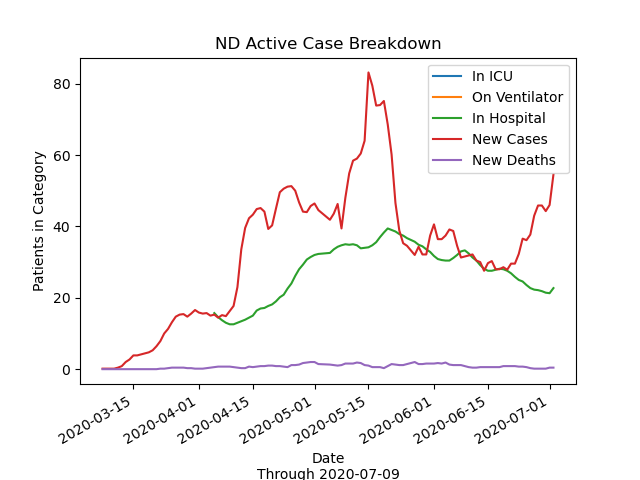 ND Active Case Breakdown
In ICU
On Ventilator
In Hospital
New Cases
New Deaths
Patients in Category
80
60
40
20
0
2020-03-15
2020-04-01
2020-04-15
2020-05-01
2020-05-15
2020-06-01
2020-06-15
2020-07-01
Date
Through 2020-07-09